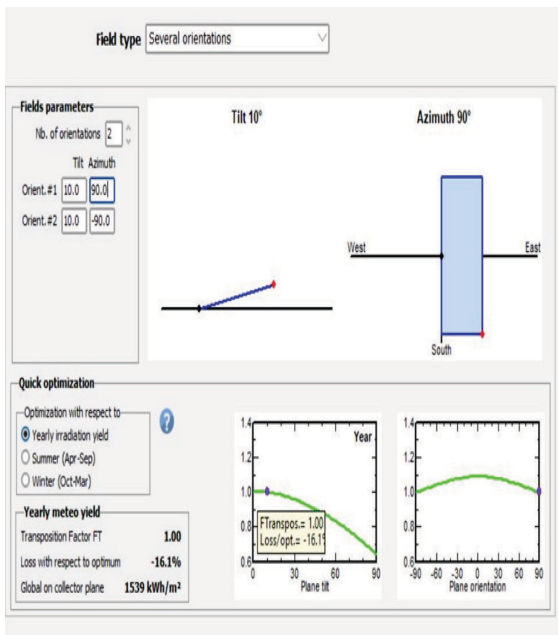 Field type Several orientations
Fields parameters
Nb. of orientations 2
Tilt Azimuth
Orient.#1 10.0 90.0
Orient.#2 10.0 -90.0
Tilt 10° Azimuth 90°
West East
South
Quick optimization
Optimization with respect to
Yearly irradiation yield
Summer (Apr-Sep)
Winter (Oct-Mar)
?
Yearly meteo yield
Transposition Factor FT 1.00
Loss with respect to optimum -16.1%
Global on collector plane 1539 kWh/m²
Year
1.4
1.2
1.0
0.8
0.6
FTranspos.= 1.00
Loss/opt.= -16.1%
0 30 60 90
Plane tilt
1.4
1.2
1.0
0.8
0.6
-90 -60 -30 0 30 60 90
Plane orientation